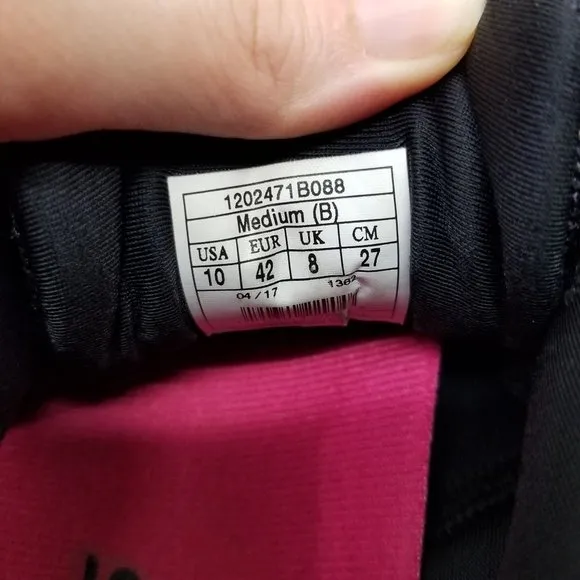 1202471B088
Medium (B)
USA EUR UK CM
10 42 8 27
04/17